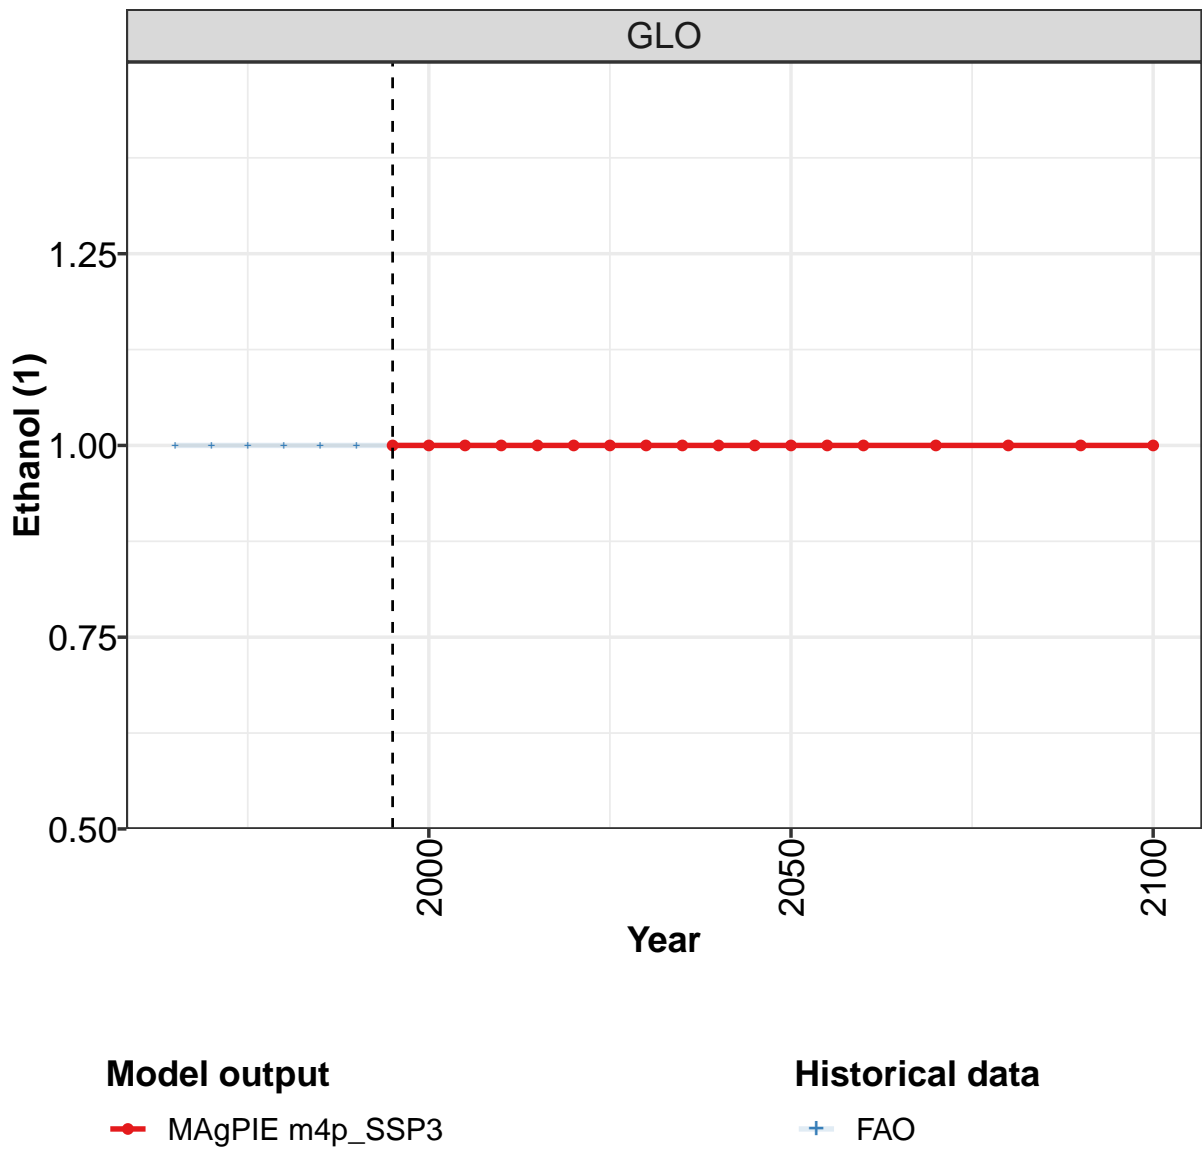 GLO
1.25
1.00
0.75
0.50
Ethanol (1)
2000
2050
2100
Year
Model output
MAgPIE m4p_SSP3
Historical data
FAO